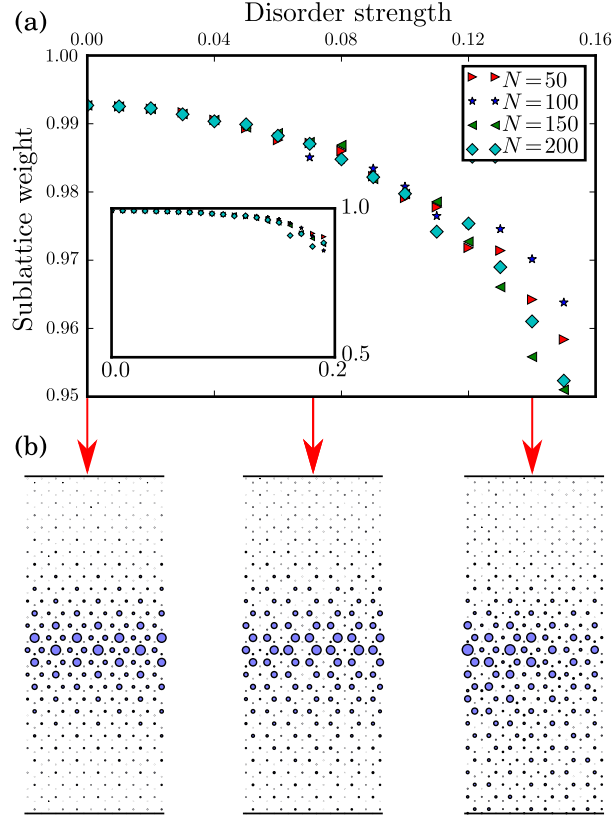 Disorder strength
(a)
0.00 0.04 0.08 0.12 0.16
1.00
0.99
0.98
0.97
0.96
0.95
Sublattice weight
N = 50
N = 100
N = 150
N = 200
1.0
0.5
0.0 0.2
(b)